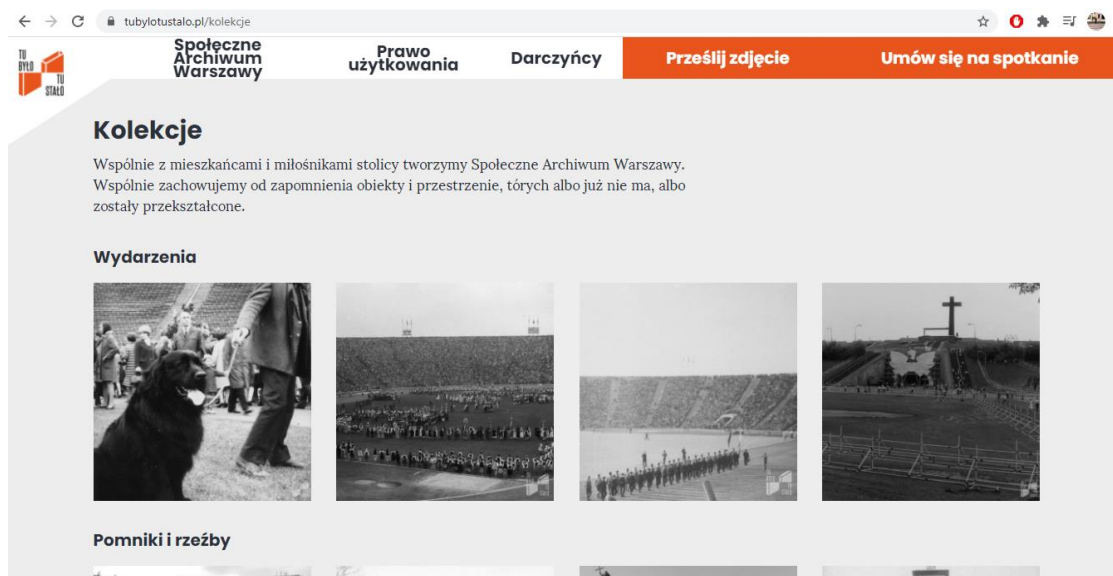 tubylotustalo.pl/kolekcje
TU
BYŁO
TU
STAŁO
Społeczne
Archiwum
Warszawy
Prawo
użytkowania
Darczyńcy
Prześlij zdjęcie
Umów się na spotkanie
Kolekcje
Wspólnie z mieszkańcami i miłośnikami stolicy tworzymy Społeczne Archiwum Warszawy.
Wspólnie zachowujemy od zapomnienia obiekty i przestrzenie, tórych albo już nie ma, albo
zostały przekształcone.
Wydarzenia
Pomniki i rzeźby